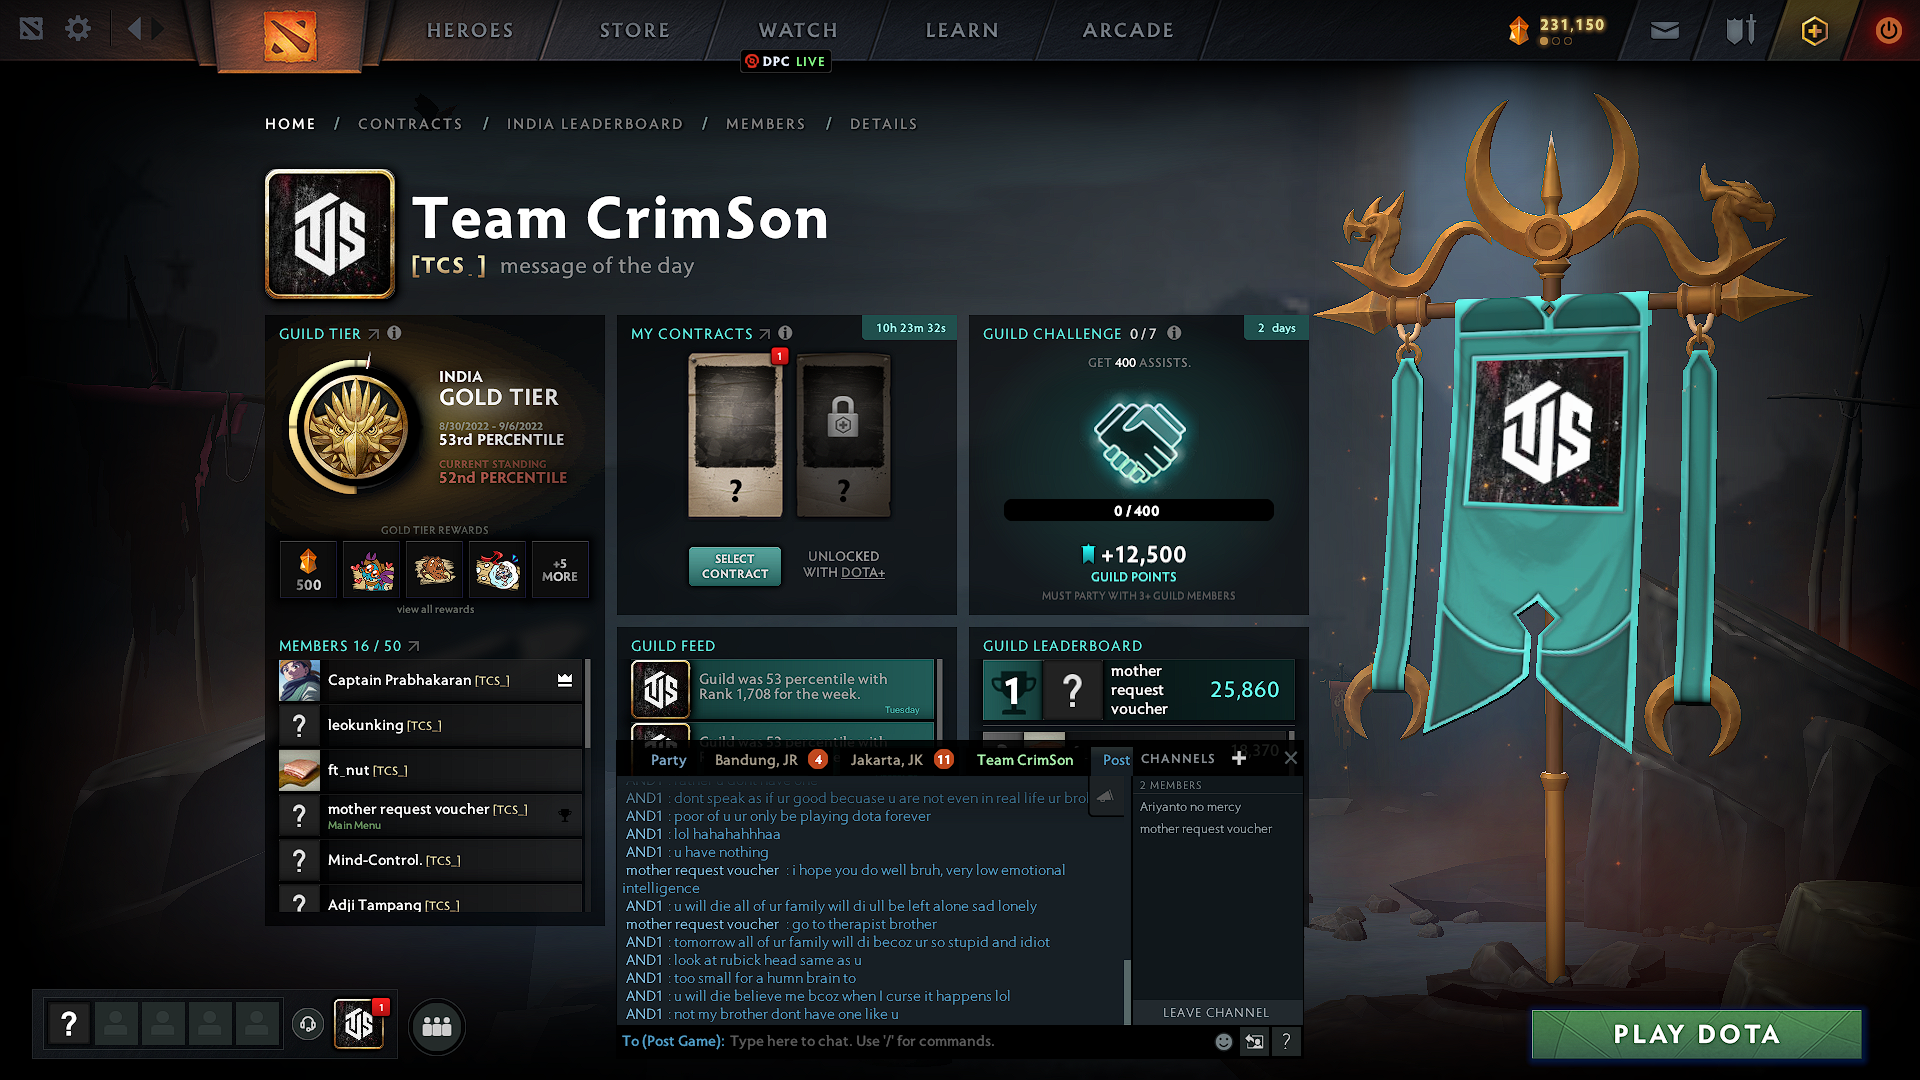 HEROES
STORE
WATCH
LEARN
ARCADE
231,150
DPC LIVE
HOME / CONTRACTS / INDIA LEADERBOARD / MEMBERS / DETAILS
Team CrimSon
[TCS_] message of the day
GUILD TIER
INDIA
GOLD TIER
8/30/2022 - 9/6/2022
53rd PERCENTILE
CURRENT STANDING
52nd PERCENTILE
GOLD TIER REWARDS
500
+5
MORE
view all rewards
MY CONTRACTS
10h 23m 32s
1
?
?
SELECT
CONTRACT
UNLOCKED
WITH DOTA+
GUILD CHALLENGE 0/7
2 days
GET 400 ASSISTS.
0 / 400
+12,500
GUILD POINTS
MUST PARTY WITH 3+ GUILD MEMBERS
MEMBERS 16 / 50
Captain Prabhakaran [TCS_]
? leokunking [TCS_]
ft_nut [TCS_]
? mother request voucher [TCS_]
Main Menu
? Mind-Control. [TCS_]
? Adji Tampang [TCS_]
GUILD FEED
Guild was 53 percentile with
Rank 1,708 for the week.
Tuesday
Guild was 53 percentile with
GUILD LEADERBOARD
1
?
mother
request
voucher
25,860
18,370
Party
Bandung, JR 4
Jakarta, JK 11
Team CrimSon
Post
CHANNELS
2 MEMBERS
Ariyanto no mercy
mother request voucher
AND1 : dont speak as if ur good becuase u are not even in real life ur bro
AND1 : poor of u ur only be playing dota forever
AND1 : lol hahahahhhaa
AND1 : u have nothing
mother request voucher : i hope you do well bruh, very low emotional
intelligence
AND1 : u will die all of ur family will di ull be left alone sad lonely
mother request voucher : go to therapist brother
AND1 : tomorrow all of ur family will di becoz ur so stupid and idiot
AND1 : look at rubick head same as u
AND1 : too small for a humn brain to
AND1 : u will die believe me bcoz when I curse it happens lol
AND1 : not my brother dont have one like u
LEAVE CHANNEL
To (Post Game): Type here to chat. Use '/' for commands.
?
?
1
PLAY DOTA